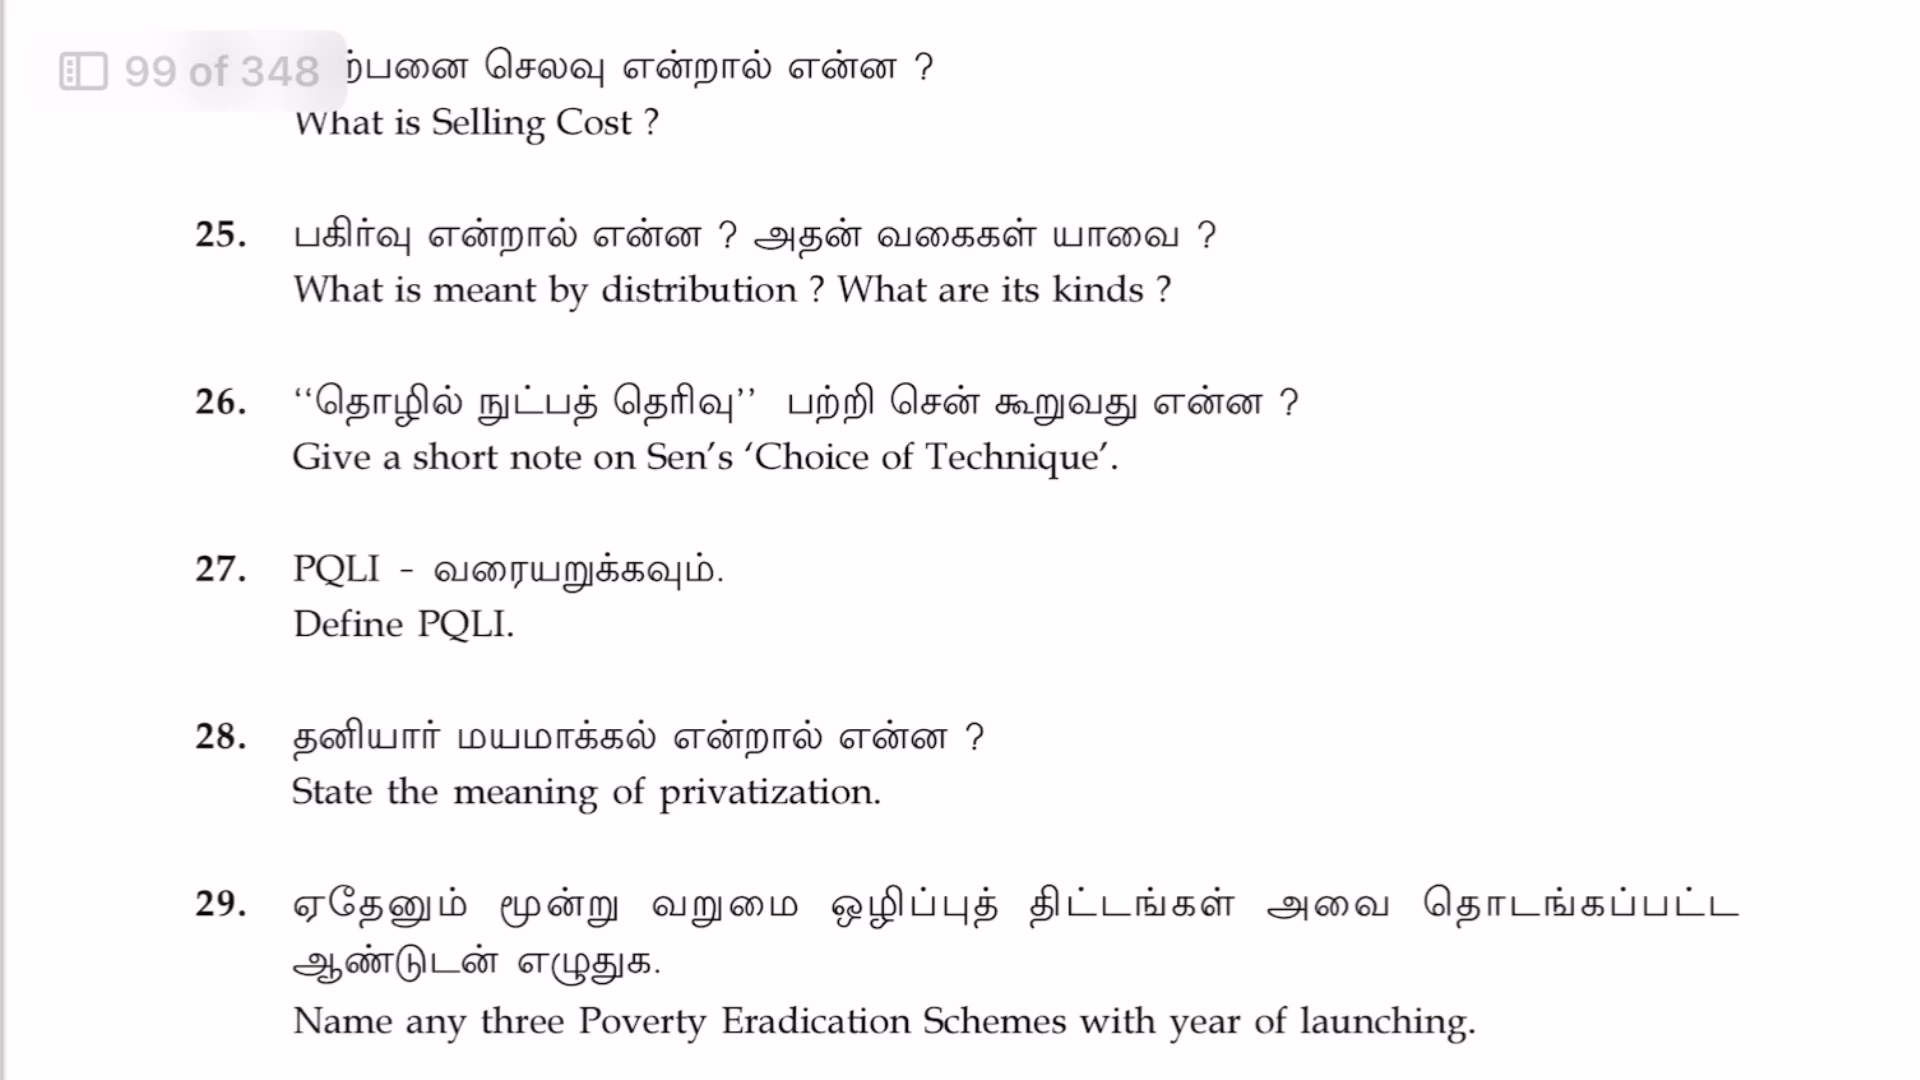 99 of 348
ற்பனை செலவு என்றால் என்ன ?
What is Selling Cost ?
25. பகிர்வு என்றால் என்ன ? அதன் வகைகள் யாவை ?
What is meant by distribution ? What are its kinds ?
26. ‘‘தொழில் நுட்பத் தெரிவு’’ பற்றி சென் கூறுவது என்ன ?
Give a short note on Sen’s ‘Choice of Technique’.
27. PQLI - வரையறுக்கவும்.
Define PQLI.
28. தனியார் மயமாக்கல் என்றால் என்ன ?
State the meaning of privatization.
29. ஏதேனும் மூன்று வறுமை ஒழிப்புத் திட்டங்கள் அவை தொடங்கப்பட்ட
ஆண்டுடன் எழுதுக.
Name any three Poverty Eradication Schemes with year of launching.